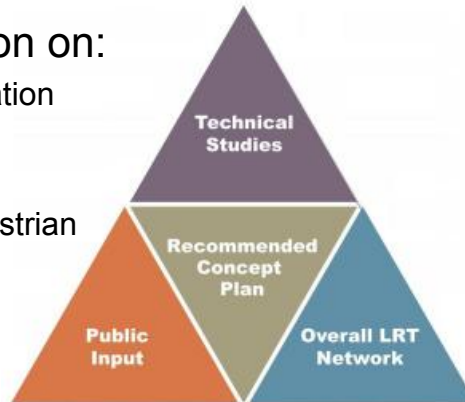 on on:
ation
strian
Technical
Studies
Recommended
Concept
Plan
Public
Input
Overall LRT
Network